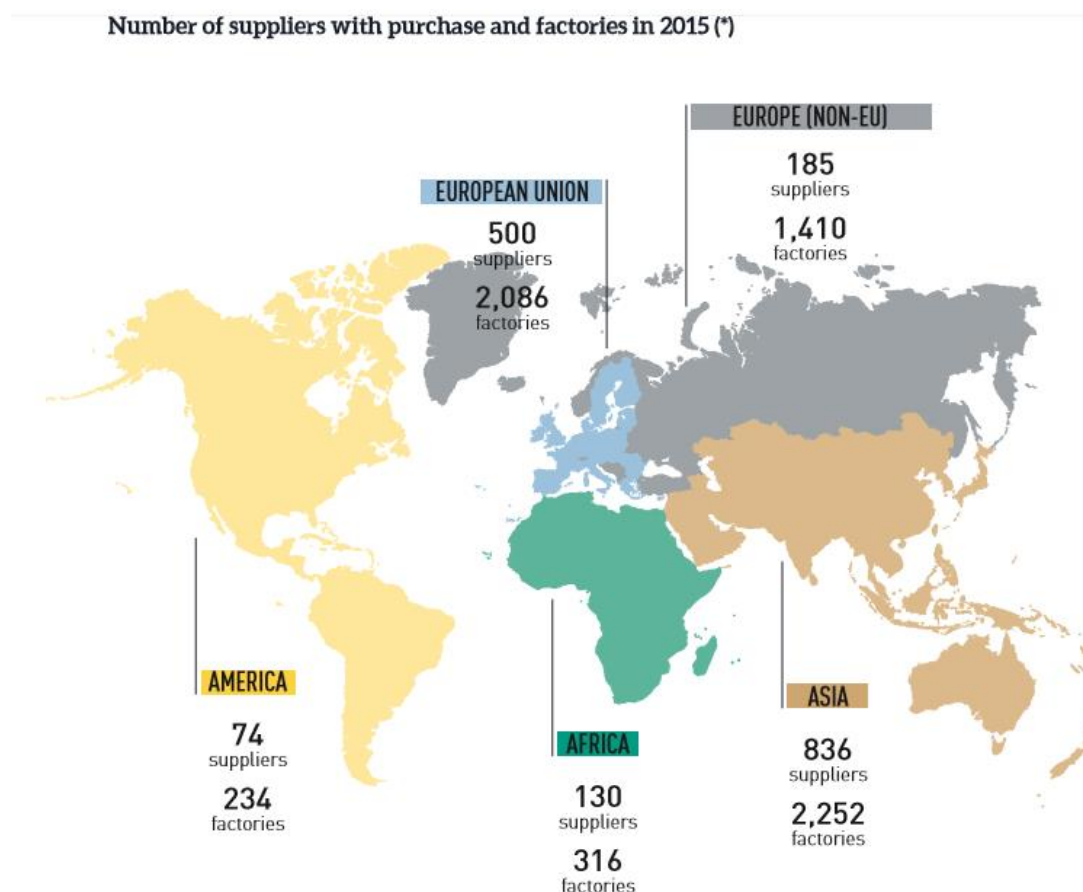 Number of suppliers with purchase and factories in 2015 (*)
EUROPE (NON-EU)
185
suppliers
1,410
factories
EUROPEAN UNION
500
suppliers
2,086
factories
AMERICA
74
suppliers
234
factories
AFRICA
130
suppliers
316
factories
ASIA
836
suppliers
2,252
factories